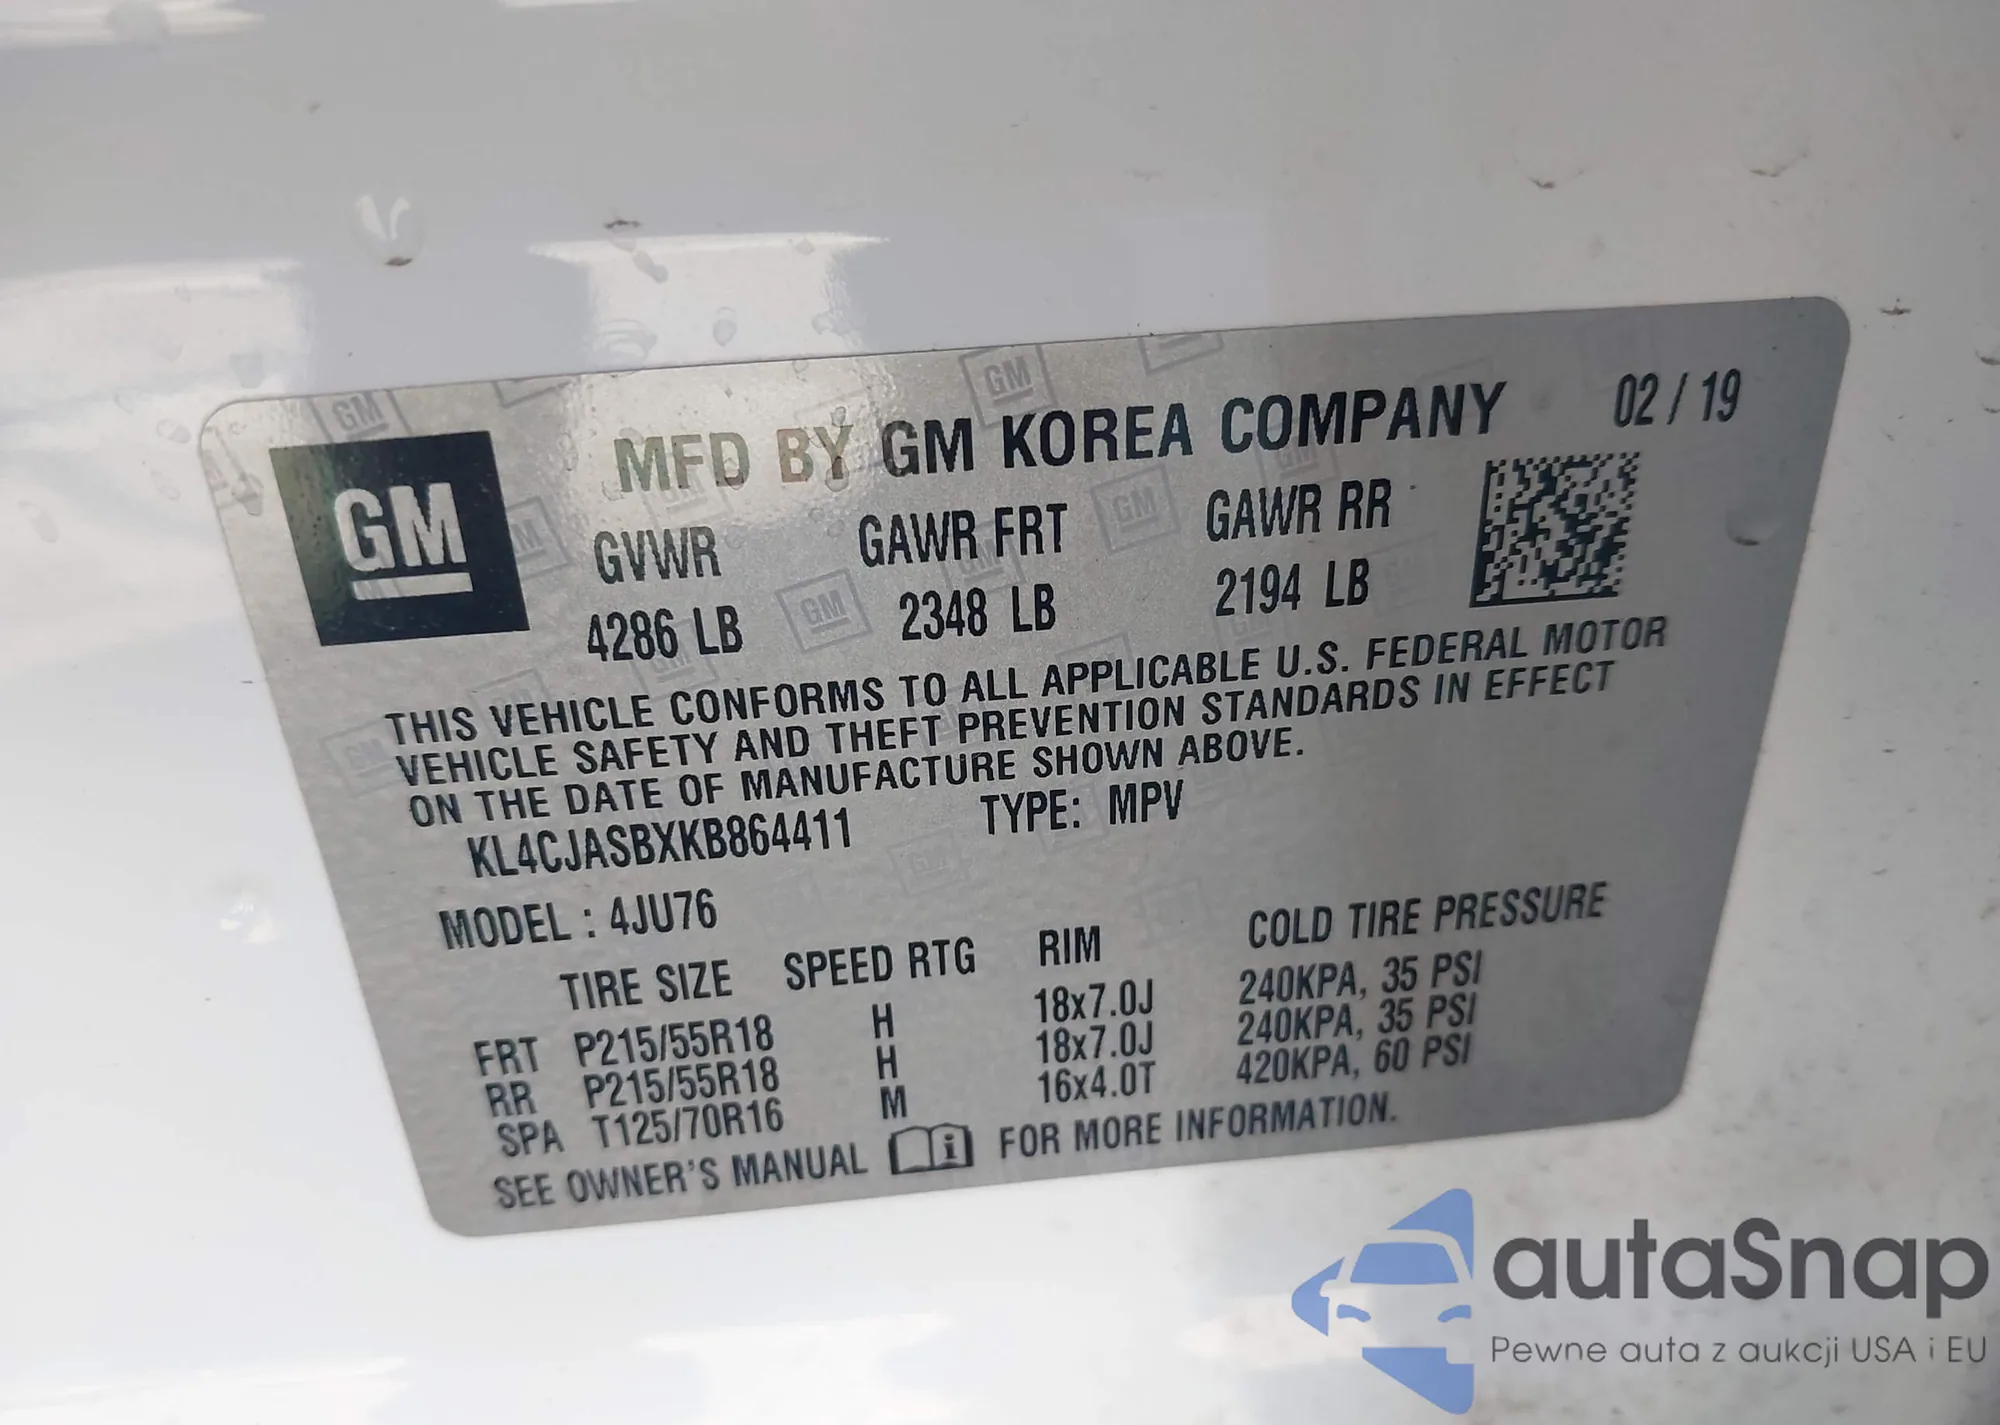 GM
MFD BY GM KOREA COMPANY 02 / 19
GVWR GAWR FRT GAWR RR
4286 LB 2348 LB 2194 LB
THIS VEHICLE CONFORMS TO ALL APPLICABLE U.S. FEDERAL MOTOR
VEHICLE SAFETY AND THEFT PREVENTION STANDARDS IN EFFECT
ON THE DATE OF MANUFACTURE SHOWN ABOVE.
KL4CJASBXKB864411 TYPE: MPV
MODEL : 4JU76
TIRE SIZE SPEED RTG RIM COLD TIRE PRESSURE
FRT P215/55R18 H 18x7.0J 240KPA, 35 PSI
RR P215/55R18 H 18x7.0J 240KPA, 35 PSI
SPA T125/70R16 M 16x4.0T 420KPA, 60 PSI
SEE OWNER'S MANUAL i FOR MORE INFORMATION.
autaSnap
Pewne auta z aukcji USA i EU